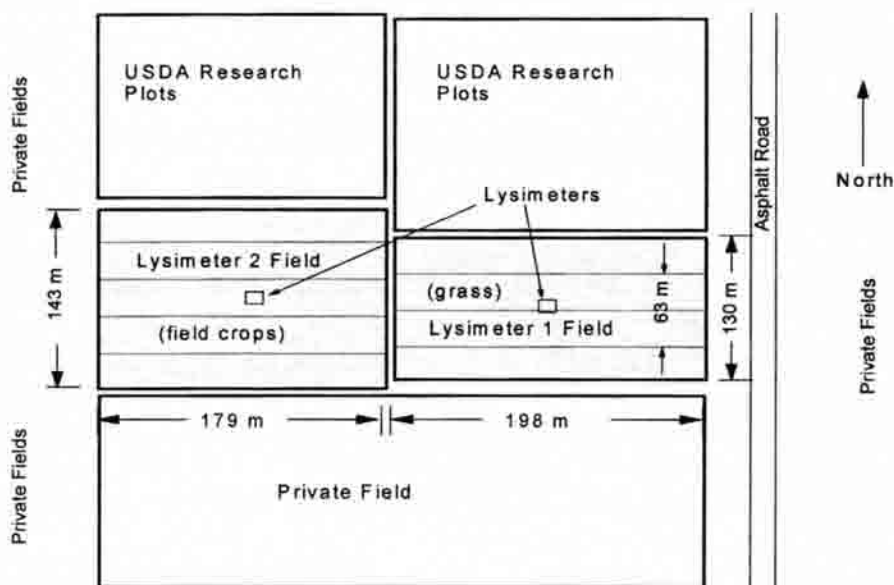 USDA Research
Plots
USDA Research
Plots
Private Fields
Asphalt Road
North
Lysimeters
143 m
Lysimeter 2 Field
(field crops)
(grass)
Lysimeter 1 Field
63 m
130 m
Private Fields
179 m
198 m
Private Fields
Private Field